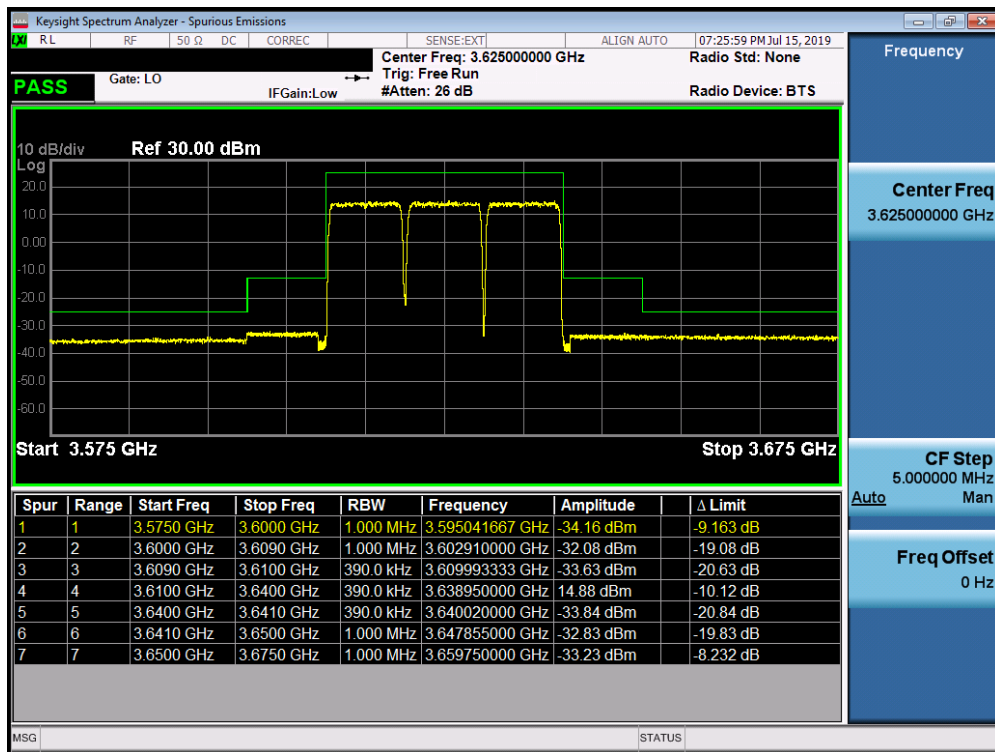 Keysight Spectrum Analyzer - Spurious Emissions
LXI RL RF 50 Ω DC CORREC SENSE:EXT ALIGN AUTO 07:25:59 PM Jul 15, 2019
Center Freq: 3.625000000 GHz Radio Std: None
PASS Gate: LO Trig: Free Run
IFGain:Low #Atten: 26 dB Radio Device: BTS
10 dB/div Ref 30.00 dBm
Log
20.0
10.0
0.00
-10.0
-20.0
-30.0
-40.0
-50.0
-60.0
Start 3.575 GHz Stop 3.675 GHz
Spur Range Start Freq Stop Freq RBW Frequency Amplitude Δ Limit
1 1 3.5750 GHz 3.6000 GHz 1.000 MHz 3.595041667 GHz -34.16 dBm -9.163 dB
2 2 3.6000 GHz 3.6090 GHz 1.000 MHz 3.602910000 GHz -32.08 dBm -19.08 dB
3 3 3.6090 GHz 3.6100 GHz 390.0 kHz 3.609993333 GHz -33.63 dBm -20.63 dB
4 4 3.6100 GHz 3.6400 GHz 390.0 kHz 3.638950000 GHz 14.88 dBm -10.12 dB
5 5 3.6400 GHz 3.6410 GHz 390.0 kHz 3.640020000 GHz -33.84 dBm -20.84 dB
6 6 3.6410 GHz 3.6500 GHz 1.000 MHz 3.647855000 GHz -32.83 dBm -19.83 dB
7 7 3.6500 GHz 3.6750 GHz 1.000 MHz 3.659750000 GHz -33.23 dBm -8.232 dB
MSG STATUS
Frequency
Center Freq
3.625000000 GHz
CF Step
5.000000 MHz
Auto Man
Freq Offset
0 Hz